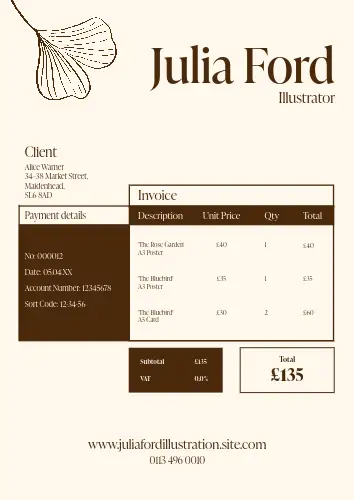 Julia Ford
Illustrator
Client
Alice Warner
34-38 Market Street,
Maidenhead,
SL6 8AD
Invoice
Payment details
Description Unit Price Qty Total
No: 000012
Date: 05.04.XX
Account Number: 12345678
Sort Code: 12-34-56
'The Rose Garden' £40 1 £40
A3 Poster
'The Bluebird' £35 1 £35
A3 Poster
'The Bluebird' £30 2 £60
A5 Card
Subtotal £135
VAT 0.0%
Total
£135
www.juliafordillustration.site.com
0113 496 0010